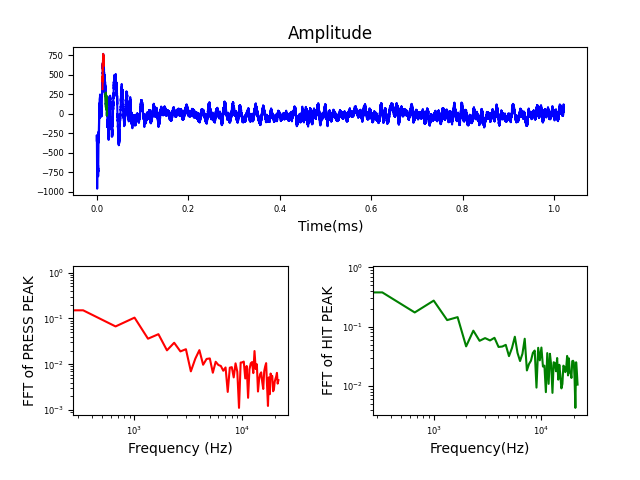 Amplitude
750
500
250
0
−250
−500
−750
−1000
0.0 0.2 0.4 0.6 0.8 1.0
Time(ms)
FFT of PRESS PEAK
10⁰
10⁻¹
10⁻²
10⁻³
10³ 10⁴
Frequency (Hz)
FFT of HIT PEAK
10⁰
10⁻¹
10⁻²
10³ 10⁴
Frequency(Hz)